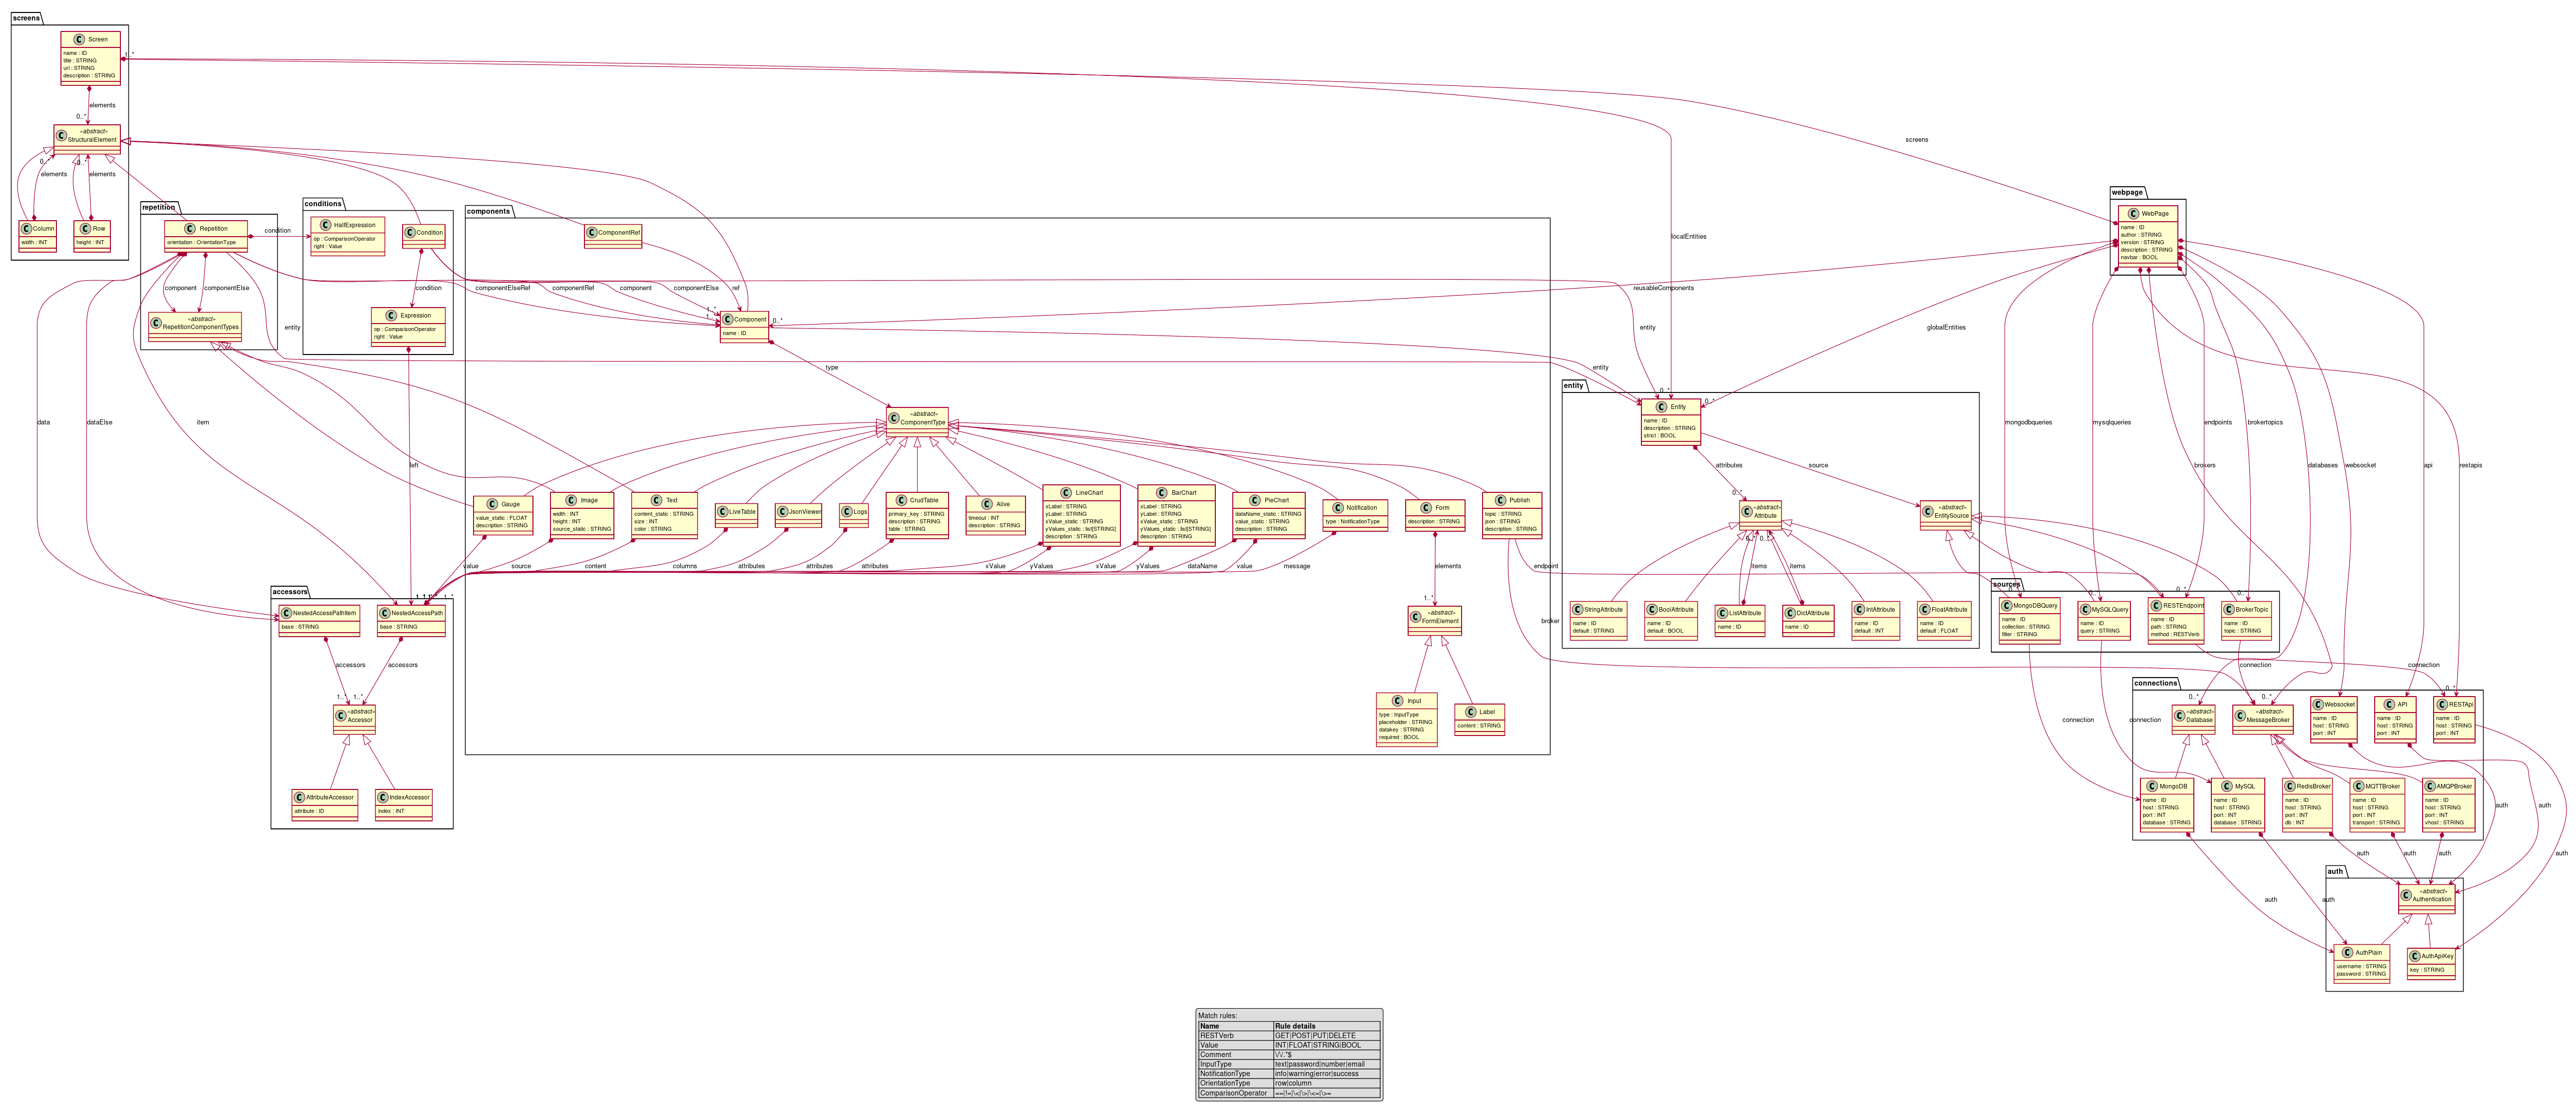 screens
Screen
name : ID
title : STRING
url : STRING
description : STRING
1..*
elements
0..*
«abstract»
StructuralElement
0..*
0..*
elements
elements
Column
width : INT
Row
height : INT
repetition
Repetition
orientation : OrientationType
condition
component
componentElse
«abstract»
RepetitionComponentTypes
entity
data
dataElse
item
conditions
HalfExpression
op : ComparisonOperator
right : Value
Condition
condition
Expression
op : ComparisonOperator
right : Value
left
components
ComponentRef
componentElseRef
componentRef
component
componentElse
ref
1..*
1..*
Component
name : ID
0..*
type
«abstract»
ComponentType
Gauge
value_static : FLOAT
description : STRING
Image
width : INT
height : INT
source_static : STRING
Text
content_static : STRING
size : INT
color : STRING
LiveTable
JsonViewer
Logs
CrudTable
primary_key : STRING
description : STRING
table : STRING
Alive
timeout : INT
description : STRING
LineChart
xLabel : STRING
yLabel : STRING
xValue_static : STRING
yValues_static : list[STRING]
description : STRING
BarChart
xLabel : STRING
yLabel : STRING
xValue_static : STRING
yValues_static : list[STRING]
description : STRING
PieChart
dataName_static : STRING
value_static : STRING
description : STRING
Notification
type : NotificationType
Form
description : STRING
Publish
topic : STRING
json : STRING
description : STRING
value
source
content
columns
attributes
attributes
attributes
xValue
yValues
xValue
yValues
dataName
value
message
elements
endpoint
broker
1..*
«abstract»
FormElement
Input
type : InputType
placeholder : STRING
datakey : STRING
required : BOOL
Label
content : STRING
accessors
NestedAccessPathItem
base : STRING
NestedAccessPath
base : STRING
accessors
accessors
1..*
1..*
«abstract»
Accessor
AttributeAccessor
attribute : ID
IndexAccessor
index : INT
webpage
WebPage
name : ID
author : STRING
version : STRING
description : STRING
navbar : BOOL
screens
localEntities
reusableComponents
globalEntities
entity
entity
mongodbqueries
mysqlqueries
endpoints
brokertopics
brokers
databases
websocket
api
restapis
entity
0..*
0..*
Entity
name : ID
description : STRING
strict : BOOL
attributes
source
0..*
«abstract»
Attribute
«abstract»
EntitySource
items
items
StringAttribute
name : ID
default : STRING
BoolAttribute
name : ID
default : BOOL
ListAttribute
name : ID
DictAttribute
name : ID
IntAttribute
name : ID
default : INT
FloatAttribute
name : ID
default : FLOAT
sources
MongoDBQuery
name : ID
collection : STRING
filter : STRING
MySQLQuery
name : ID
query : STRING
0..*
RESTEndpoint
name : ID
path : STRING
method : RESTVerb
BrokerTopic
name : ID
topic : STRING
connection
connection
connection
connection
connections
0..*
«abstract»
Database
0..*
«abstract»
MessageBroker
Websocket
name : ID
host : STRING
port : INT
API
name : ID
host : STRING
port : INT
0..*
RESTApi
name : ID
host : STRING
port : INT
MongoDB
name : ID
host : STRING
port : INT
database : STRING
MySQL
name : ID
host : STRING
port : INT
database : STRING
RedisBroker
name : ID
host : STRING
port : INT
db : INT
MQTTBroker
name : ID
host : STRING
port : INT
transport : STRING
AMQPBroker
name : ID
host : STRING
port : INT
vhost : STRING
auth
auth
auth
auth
auth
auth
auth
auth
auth
«abstract»
Authentication
AuthPlain
username : STRING
password : STRING
AuthApiKey
key : STRING
Match rules:
Name Rule details
RESTVerb GET|POST|PUT|DELETE
Value INT|FLOAT|STRING|BOOL
Comment \/\/.*$
InputType text|password|number|email
NotificationType info|warning|error|success
OrientationType row|column
ComparisonOperator ==|!=|\<|\>|\<=|\>=